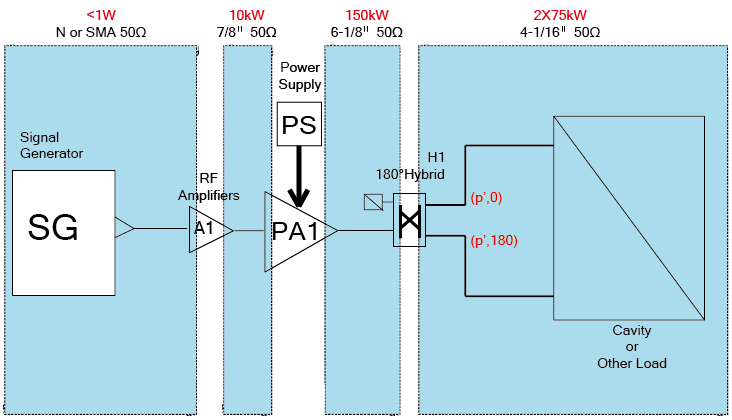 <1W
N or SMA 50Ω
10kW
7/8" 50Ω
150kW
6-1/8" 50Ω
2X75kW
4-1/16" 50Ω
Power
Supply
PS
Signal
Generator
SG
RF
Amplifiers
A1
PA1
H1
180°Hybrid
(p',0)
(p',180)
Cavity
or
Other Load